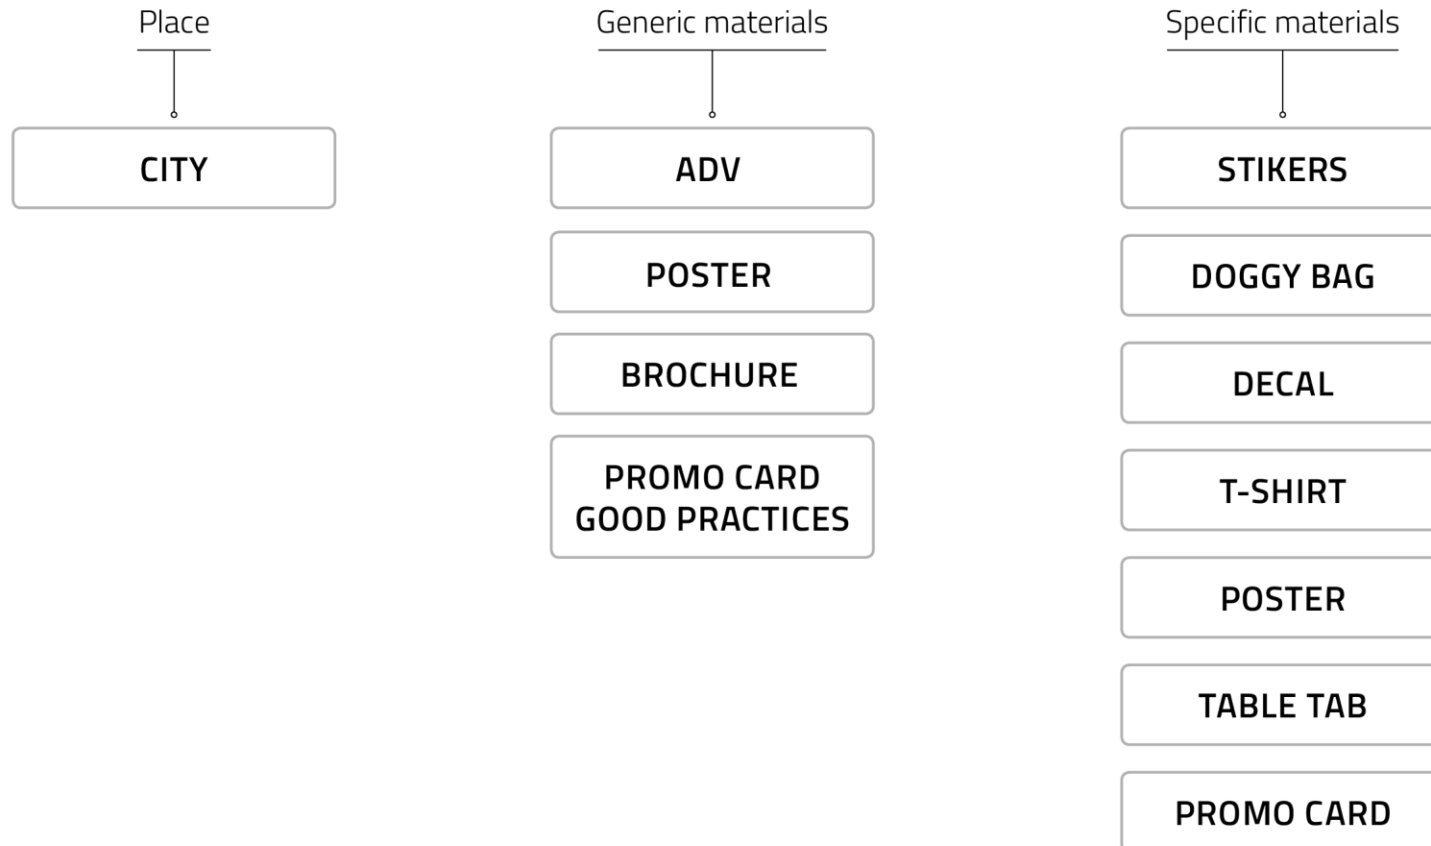 Place
CITY
Generic materials
ADV
POSTER
BROCHURE
PROMO CARD
GOOD PRACTICES
Specific materials
STIKERS
DOGGY BAG
DECAL
T-SHIRT
POSTER
TABLE TAB
PROMO CARD